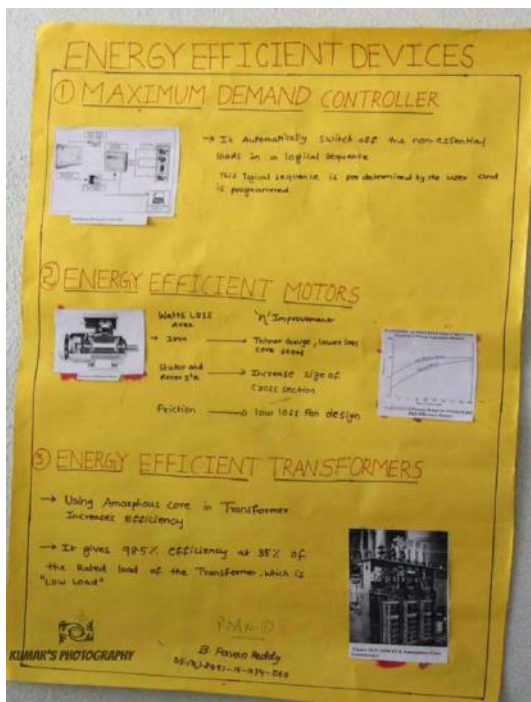 ENERGY EFFICIENT DEVICES
① MAXIMUM DEMAND CONTROLLER
→ It Automatically switch off the non-essential
loads in a logical sequence
This logical sequence is pre determined by the user and
is programmed.
② ENERGY EFFICIENT MOTORS
Watts Loss
Area
"η" Improvement
→ Iron → Thinner Gauge, lower loss
core steel
Stator and
Rotor I²R → Increase size of
cross section
Friction → low loss Fan design
③ ENERGY EFFICIENT TRANSFORMERS
→ Using Amorphous core in Transformer
Increases Efficiency
→ It gives 98.5% efficiency at 35% of
the Rated load of the Transformer. which is
"Low Load"
KUMAR'S PHOTOGRAPHY
B. Pavan Reddy